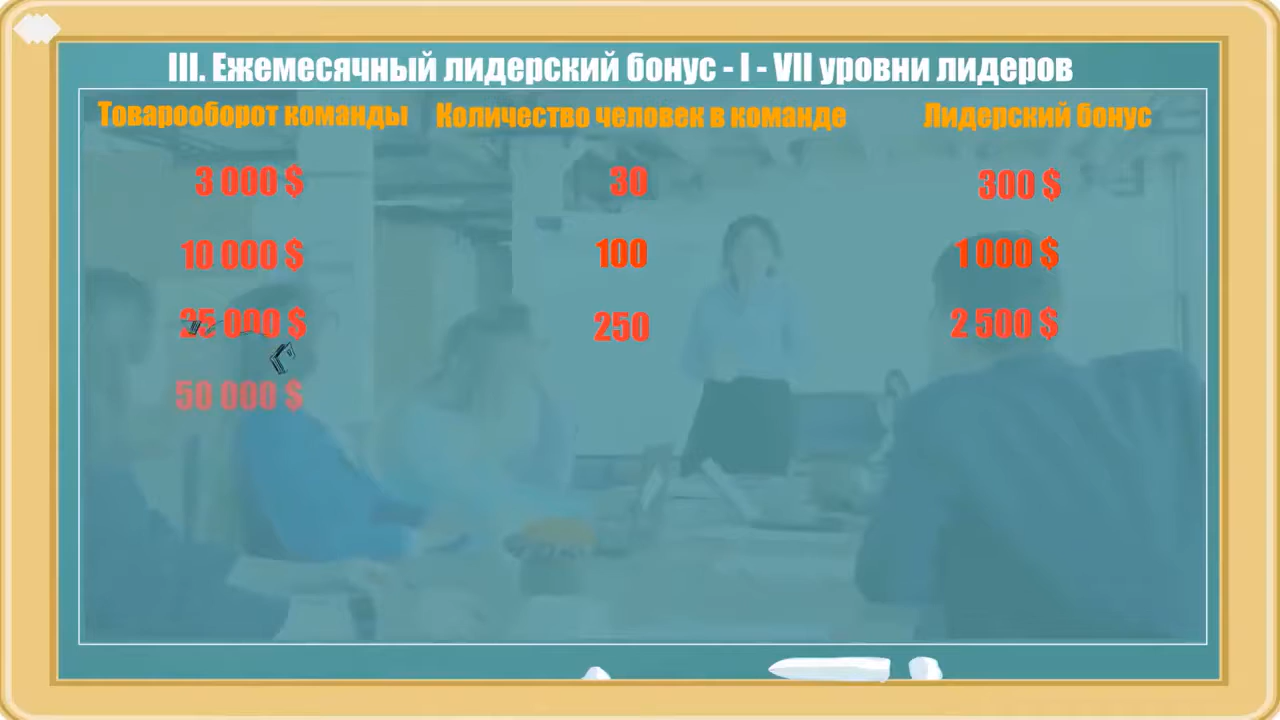 III. Ежемесячный лидерский бонус - I - VII уровни лидеров
Товарооборот команды Количество человек в команде Лидерский бонус
3 000 $ 30 300 $
10 000 $ 100 1 000 $
25 000 $ 250 2 500 $
50 000 $